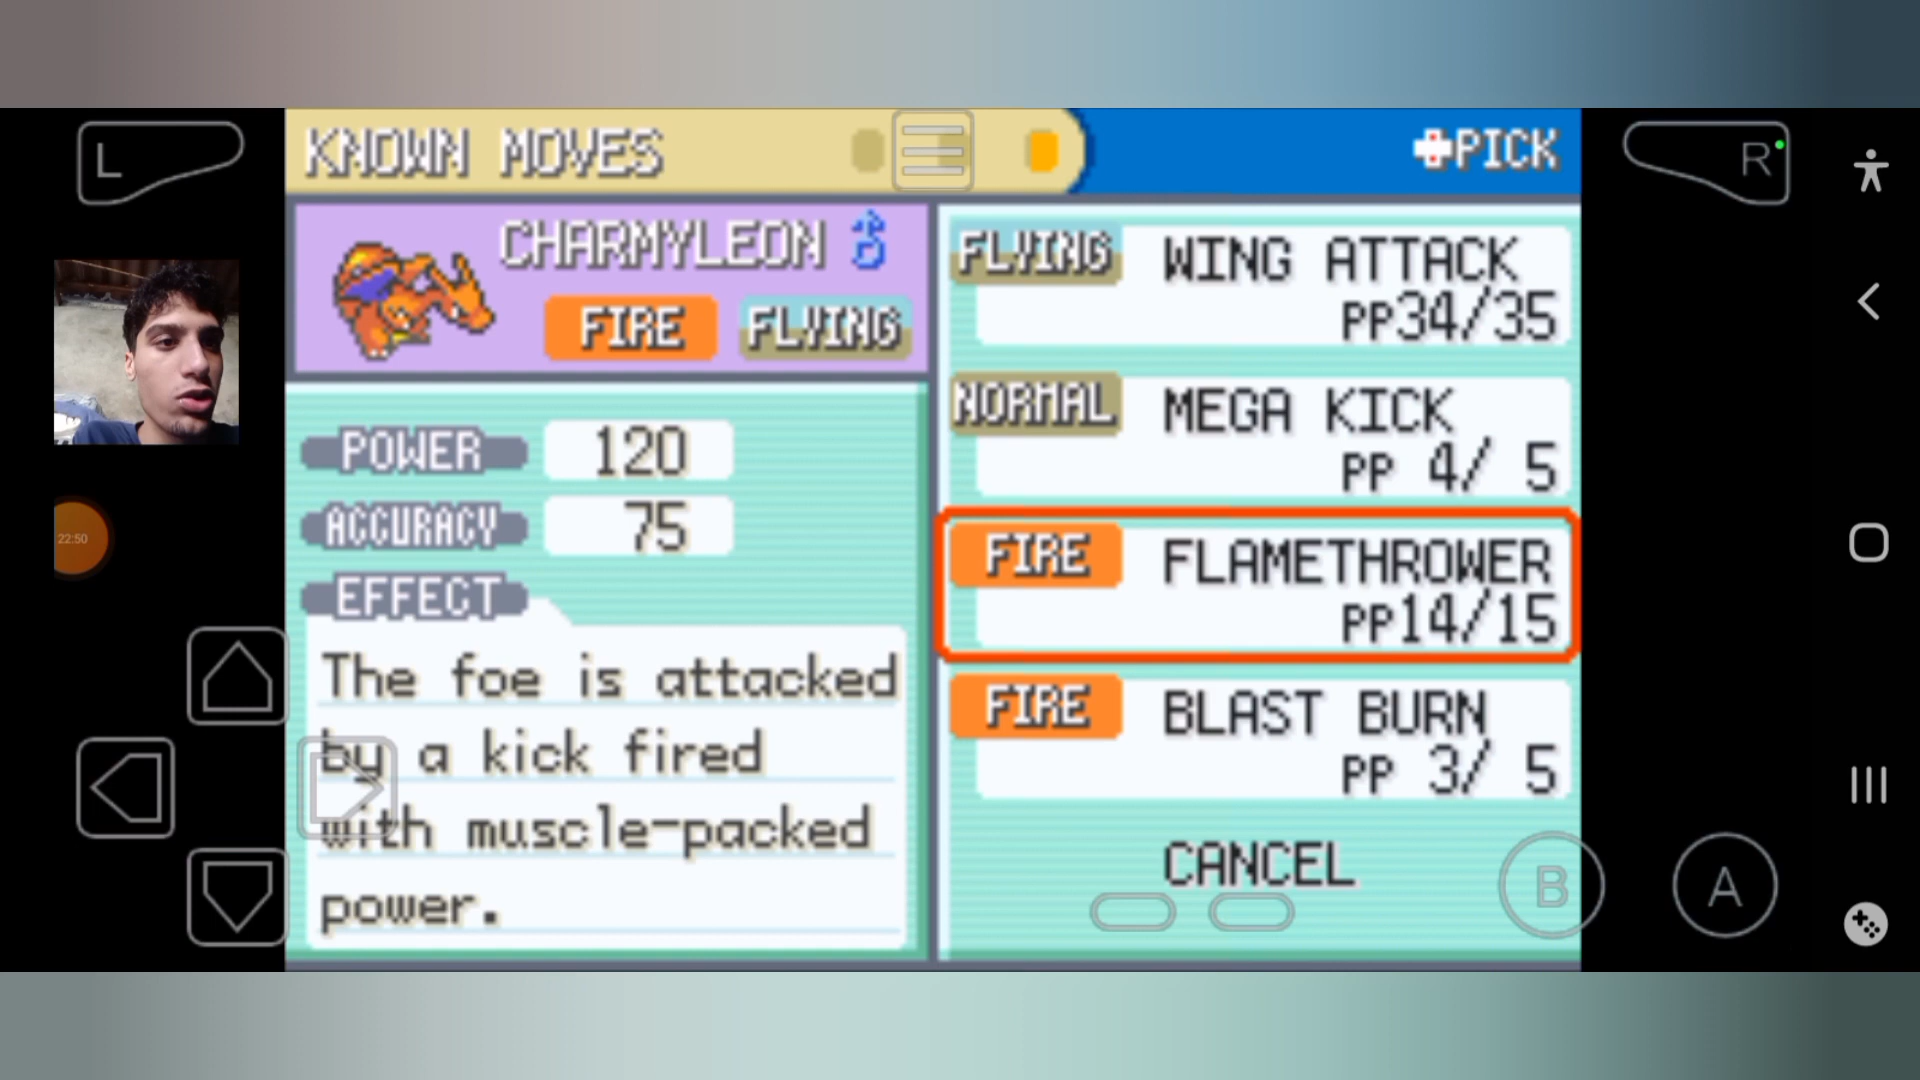 L
KNOWN MOVES
PICK
R
CHARMYLEON ♂
FIRE FLYING
POWER 120
ACCURACY 75
EFFECT
The foe is attacked
by a kick fired
with muscle-packed
power.
FLYING WING ATTACK
PP34/35
NORMAL MEGA KICK
PP 4/ 5
FIRE FLAMETHROWER
PP14/15
FIRE BLAST BURN
PP 3/ 5
CANCEL
22:50
B
A